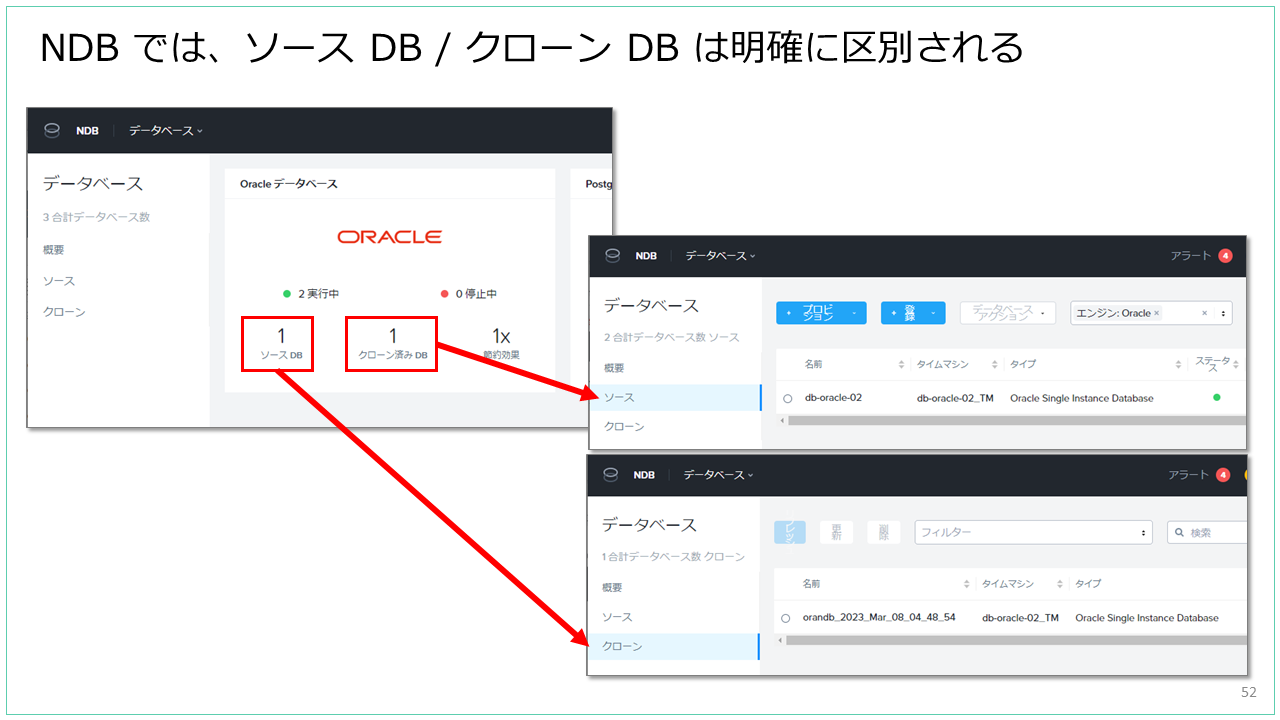 NDB では、ソース DB / クローン DB は明確に区別される
NDB データベース
データベース
3 合計データベース数
概要
ソース
クローン
Oracle データベース
ORACLE
2 実行中
0 停止中
1
ソース DB
1
クローン済み DB
1x
節約効果
Postg
NDB データベース アラート 4
データベース
2 合計データベース数 ソース
概要
ソース
クローン
+ プロビ
ジョン
+ 登
録
データベース
アクション
エンジン: Oracle × ×
名前 タイムマシン タイプ ステータ
ス
db-oracle-02 db-oracle-02_TM Oracle Single Instance Database
NDB データベース アラート 4
データベース
1 合計データベース数 クローン
概要
ソース
クローン
更
新
削
除
フィルター
検索
名前 タイムマシン タイプ
orandb_2023_Mar_08_04_48_54 db-oracle-02_TM Oracle Single Instance Database
52